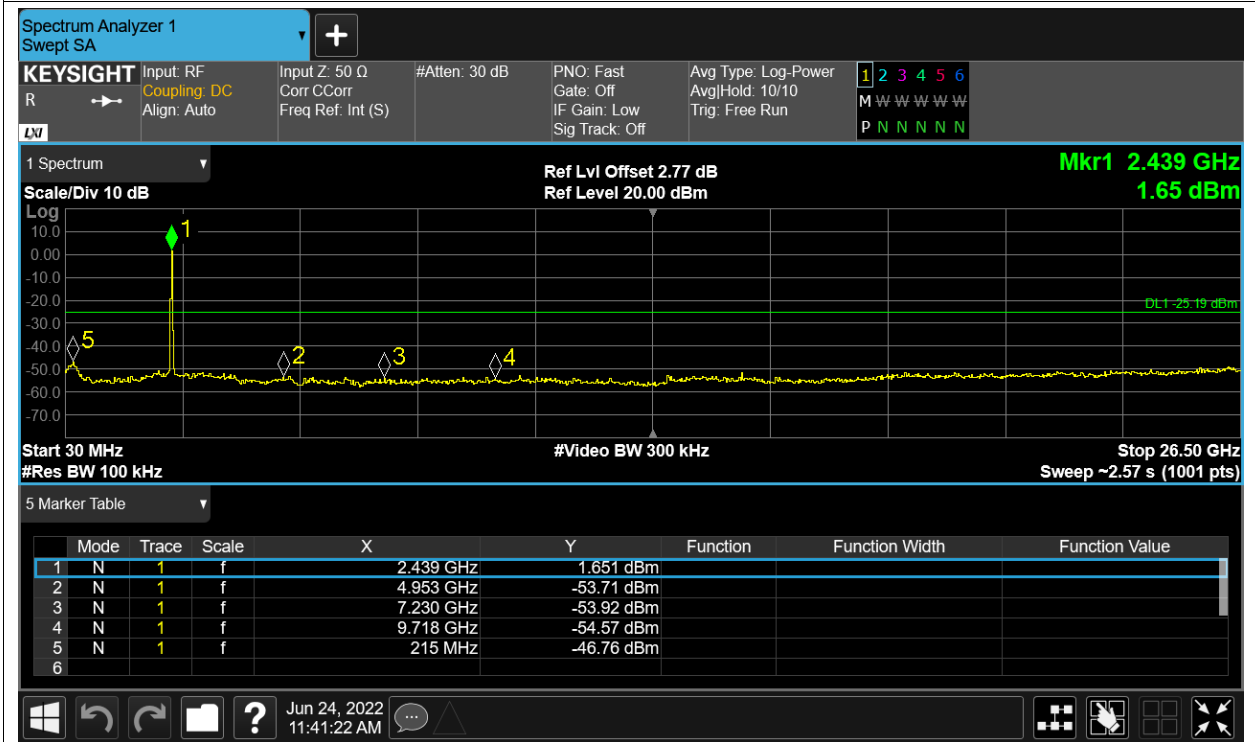 Spectrum Analyzer 1
Swept SA
+
KEYSIGHT
R
LXI
Input: RF
Coupling: DC
Align: Auto
Input Z: 50 Ω
Corr CCorr
Freq Ref: Int (S)
#Atten: 30 dB
PNO: Fast
Gate: Off
IF Gain: Low
Sig Track: Off
Avg Type: Log-Power
Avg|Hold: 10/10
Trig: Free Run
1 2 3 4 5 6
M W W W W W
P N N N N N
1 Spectrum
Scale/Div 10 dB
Ref Lvl Offset 2.77 dB
Ref Level 20.00 dBm
Mkr1 2.439 GHz
1.65 dBm
Log
10.0
0.00
-10.0
-20.0
-30.0
-40.0
-50.0
-60.0
-70.0
1
DL1 -25.19 dBm
5
2
3
4
Start 30 MHz
#Res BW 100 kHz
#Video BW 300 kHz
Stop 26.50 GHz
Sweep ~2.57 s (1001 pts)
5 Marker Table
Mode Trace Scale X Y Function Function Width Function Value
1 N 1 f 2.439 GHz 1.651 dBm
2 N 1 f 4.953 GHz -53.71 dBm
3 N 1 f 7.230 GHz -53.92 dBm
4 N 1 f 9.718 GHz -54.57 dBm
5 N 1 f 215 MHz -46.76 dBm
6
?
Jun 24, 2022
11:41:22 AM